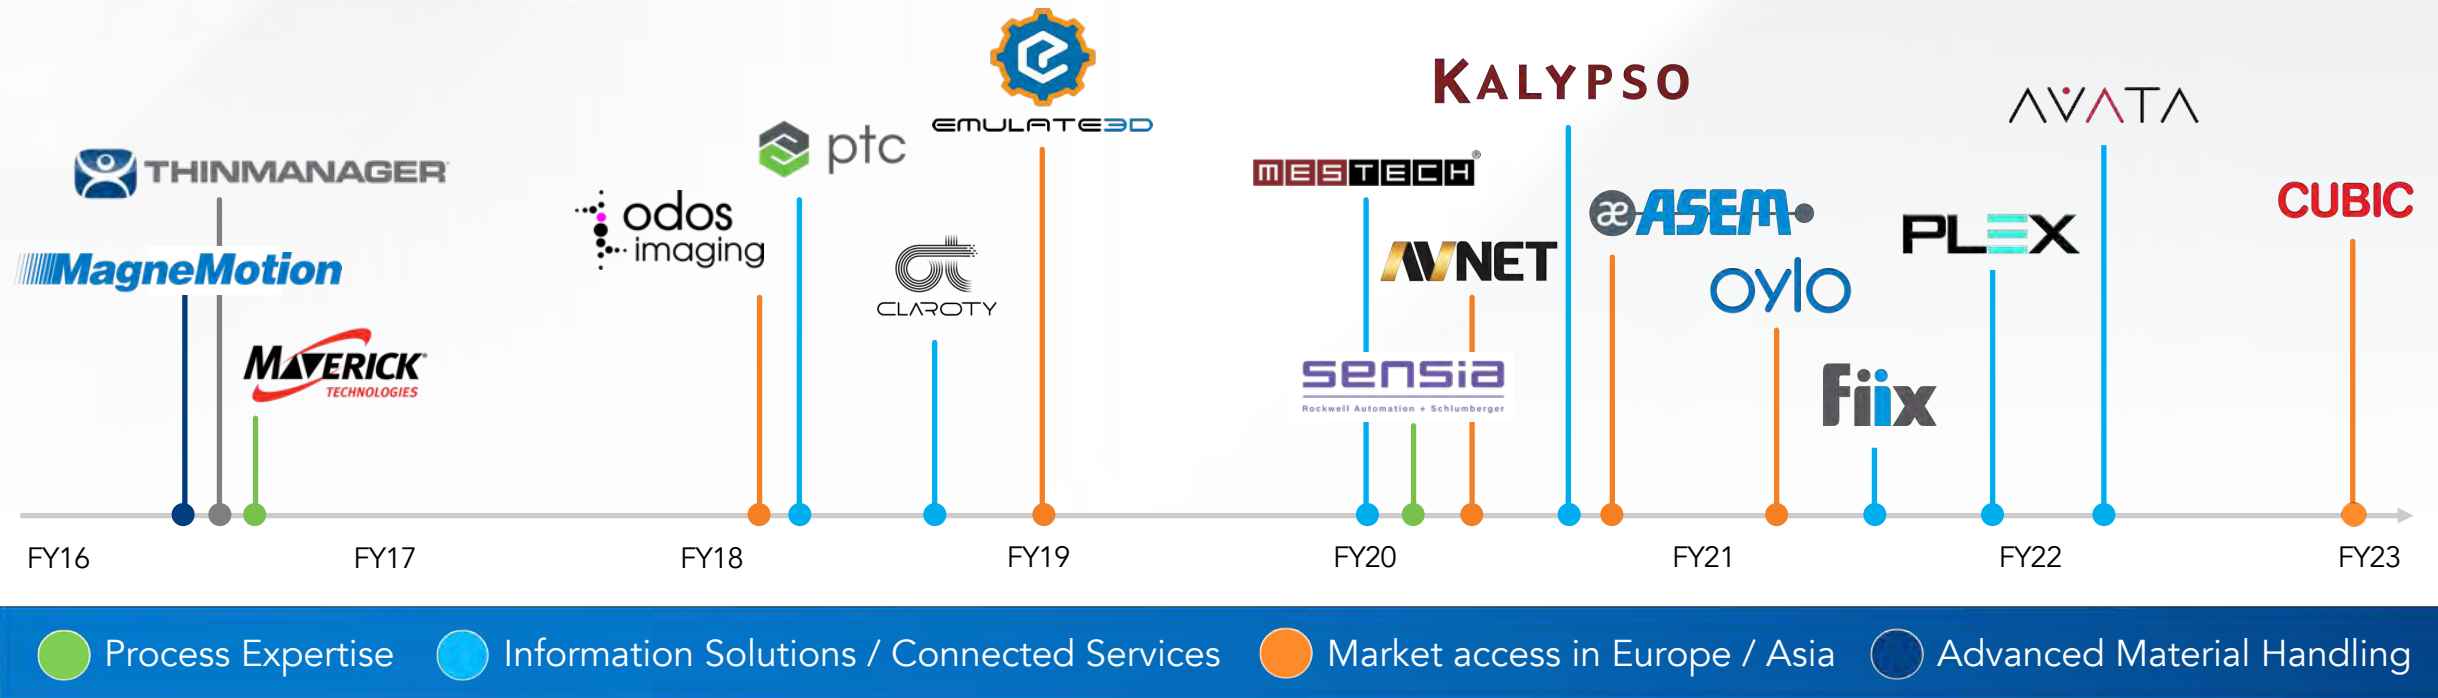 EMULATE3D
KALYPSO
AVATA
ptc
THINMANAGER
MESTECH®
odos
imaging
æ ASEM
CUBIC
PLEX
MagneMotion
AVNET
CLAROTY
oylo
MAVERICK
TECHNOLOGIES
sensia
Rockwell Automation + Schlumberger
Fiix
FY16 FY17 FY18 FY19 FY20 FY21 FY22 FY23
Process Expertise Information Solutions / Connected Services Market access in Europe / Asia Advanced Material Handling